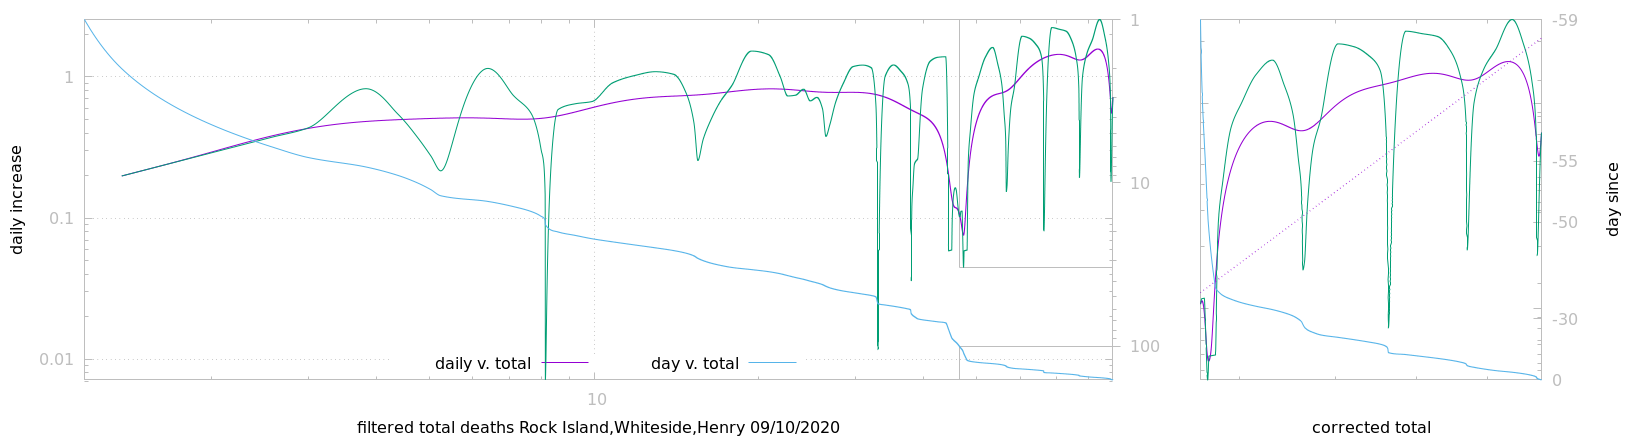 1
0.1
0.01
daily increase
daily v. total
day v. total
10
filtered total deaths Rock Island,Whiteside,Henry 09/10/2020
1
10
100
-59
-55
-50
-30
0
day since
corrected total